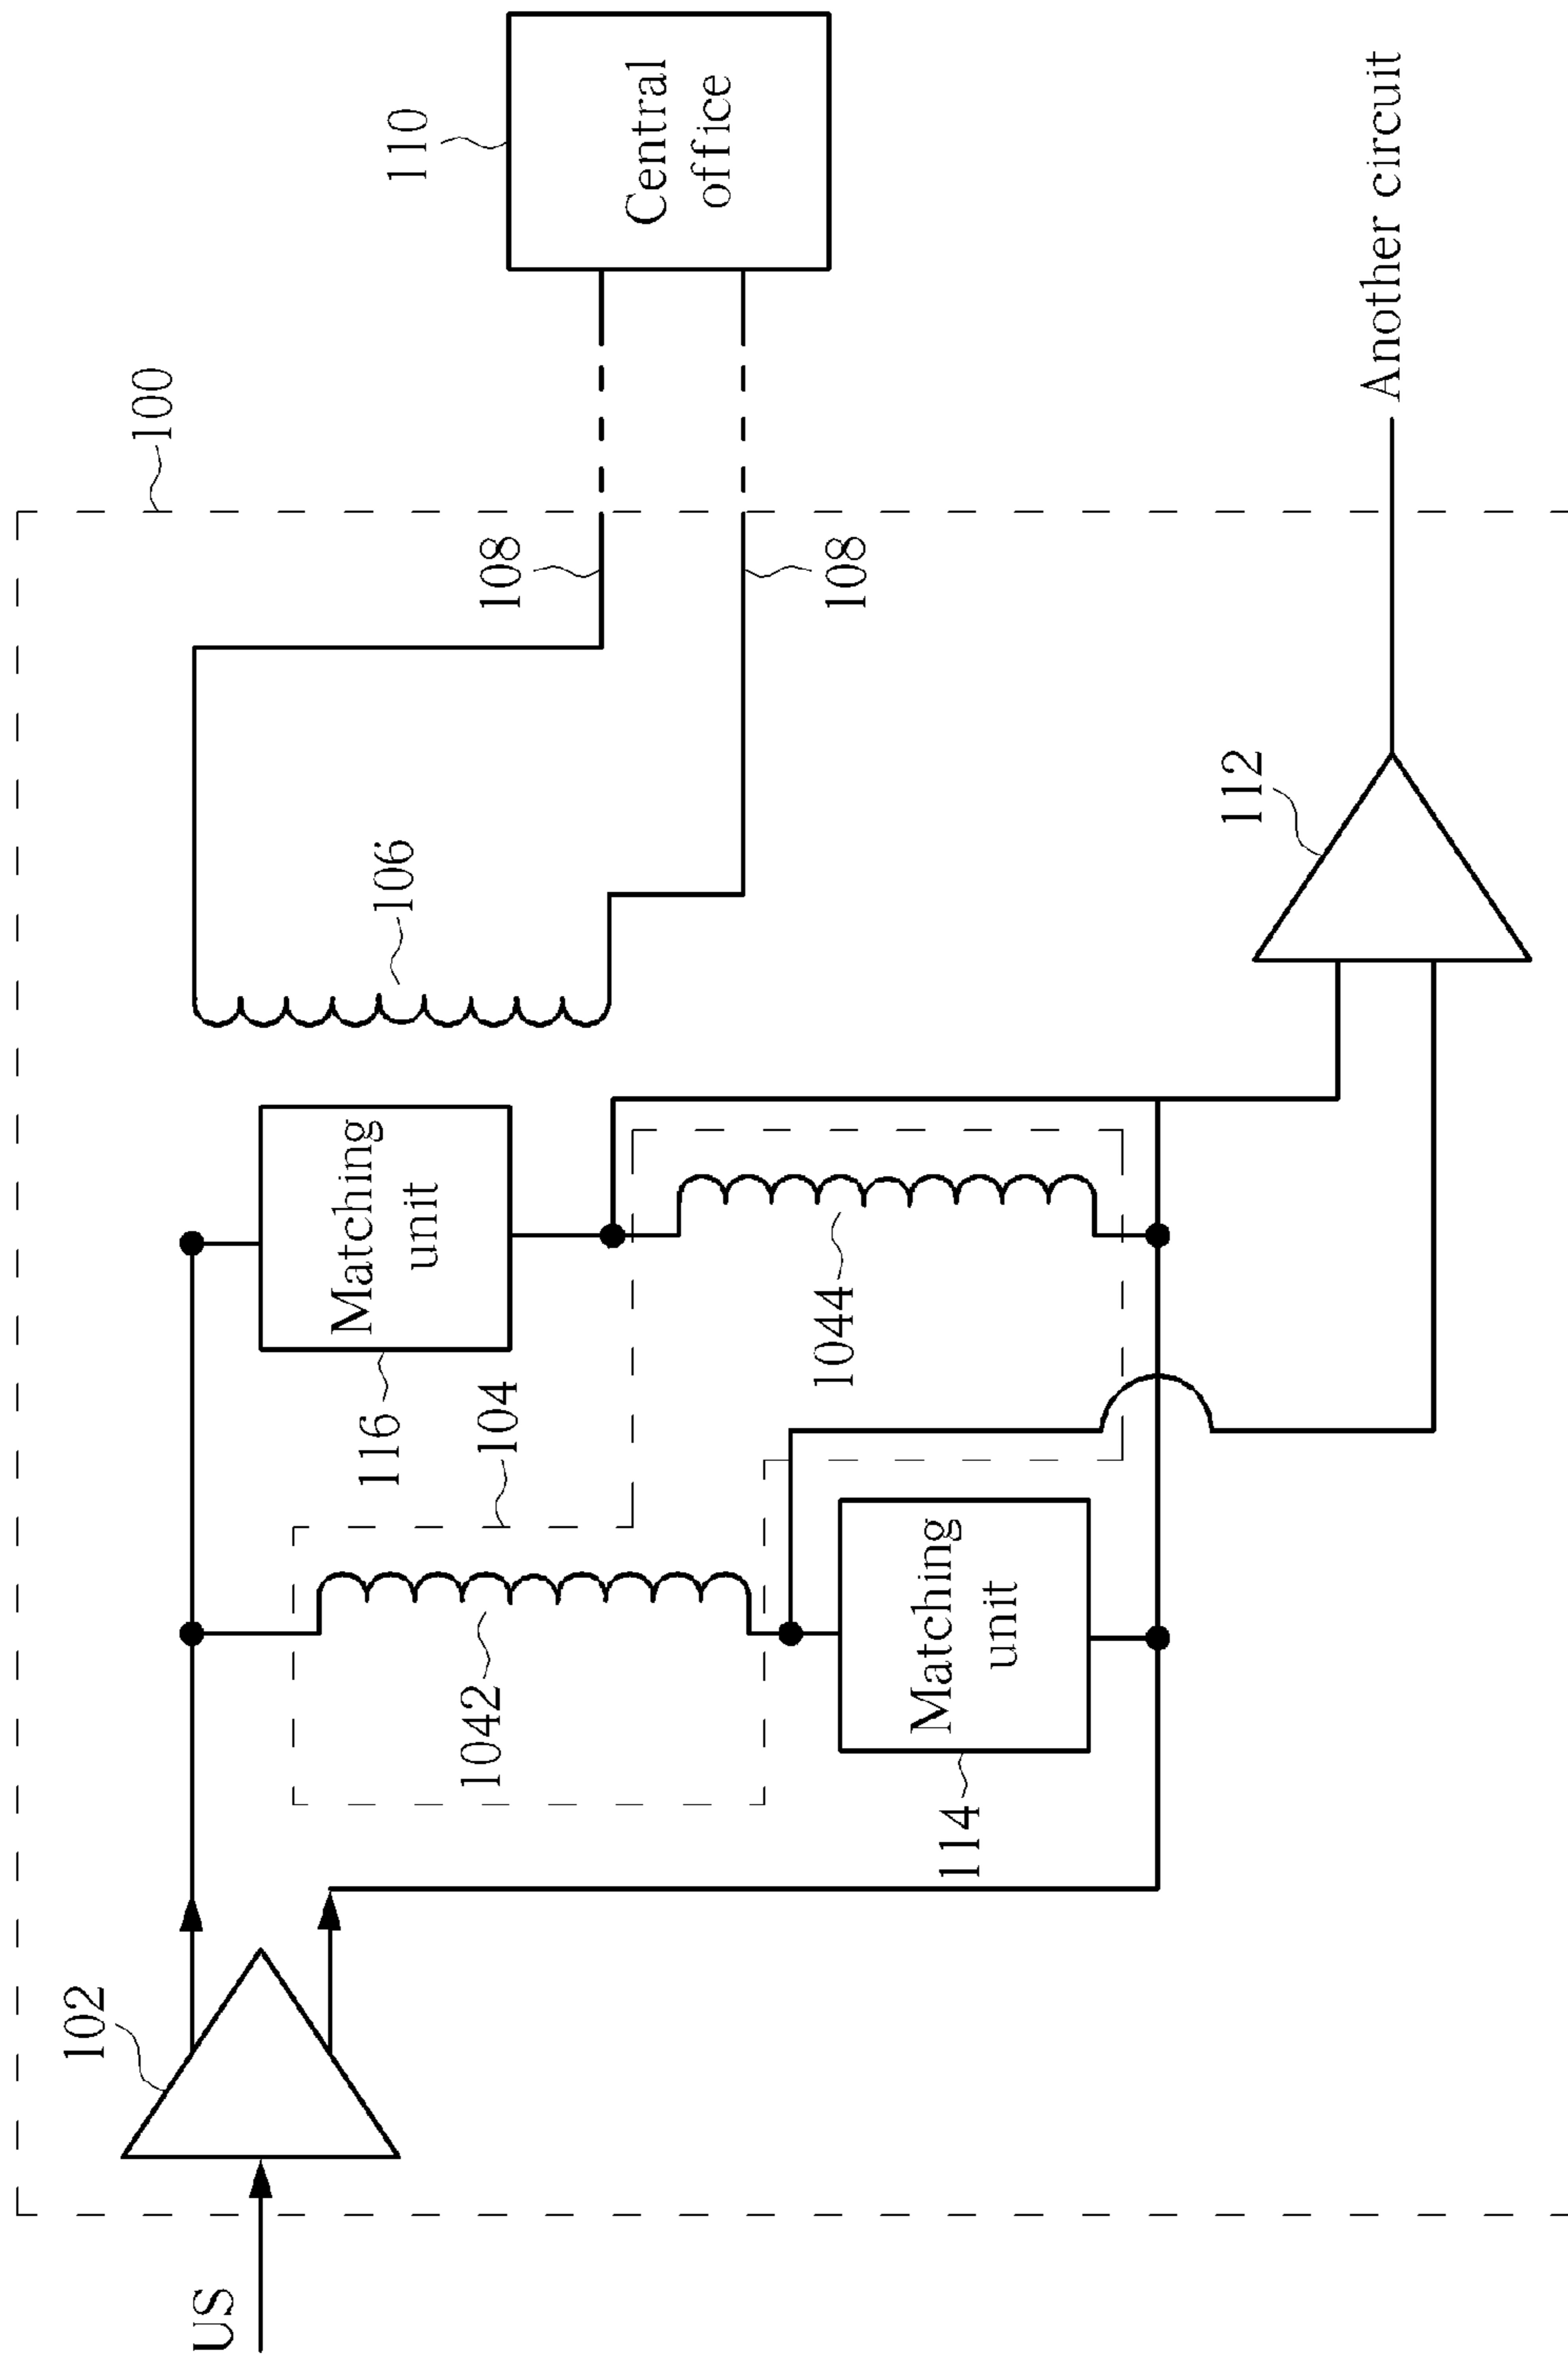 100
102
US
116
Matching
unit
106
108
110
Central
office
104
1042
108
1044
114
Matching
unit
112
Another circuit